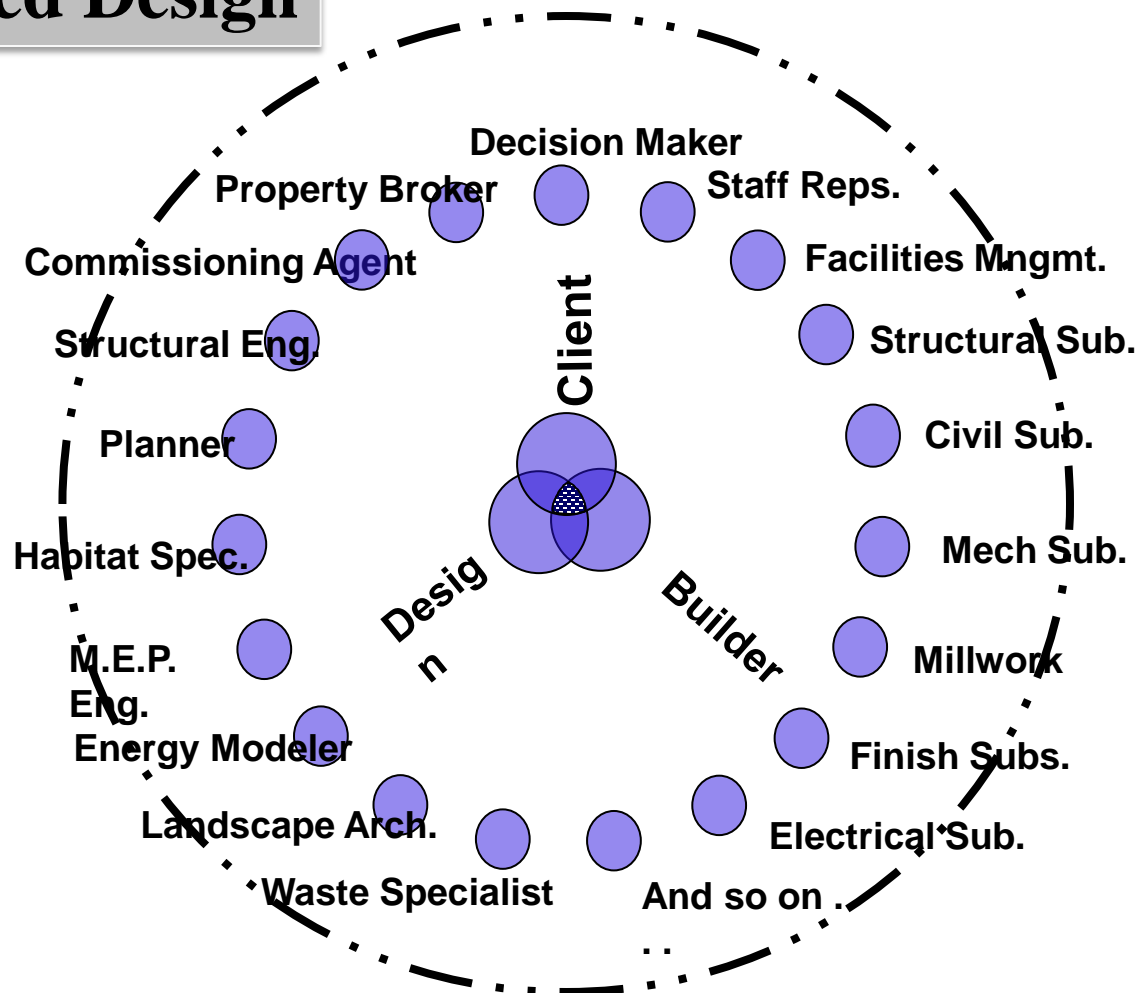 Design
Decision Maker
Property Broker
Staff Reps.
Commissioning Agent
Facilities Mngmt.
Structural Eng.
Structural Sub.
Client
Planner
Civil Sub.
Habitat Spec.
Mech Sub.
Desig
n
Builder
M.E.P.
Eng.
Millwork
Energy Modeler
Finish Subs.
Landscape Arch.
Electrical Sub.
Waste Specialist
And so on .
. .